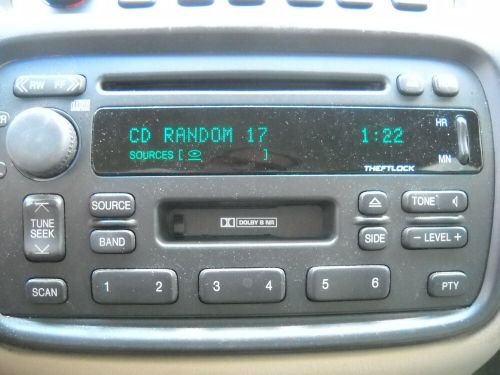 RW FF
CD RANDOM 17 1:22 HR
SOURCES [ ]
THEFTLOCK MN
TUNE SEEK
SOURCE
DOLBY B NR
TONE
BAND
SIDE
- LEVEL +
SCAN
1 2 3 4 5 6
PTY